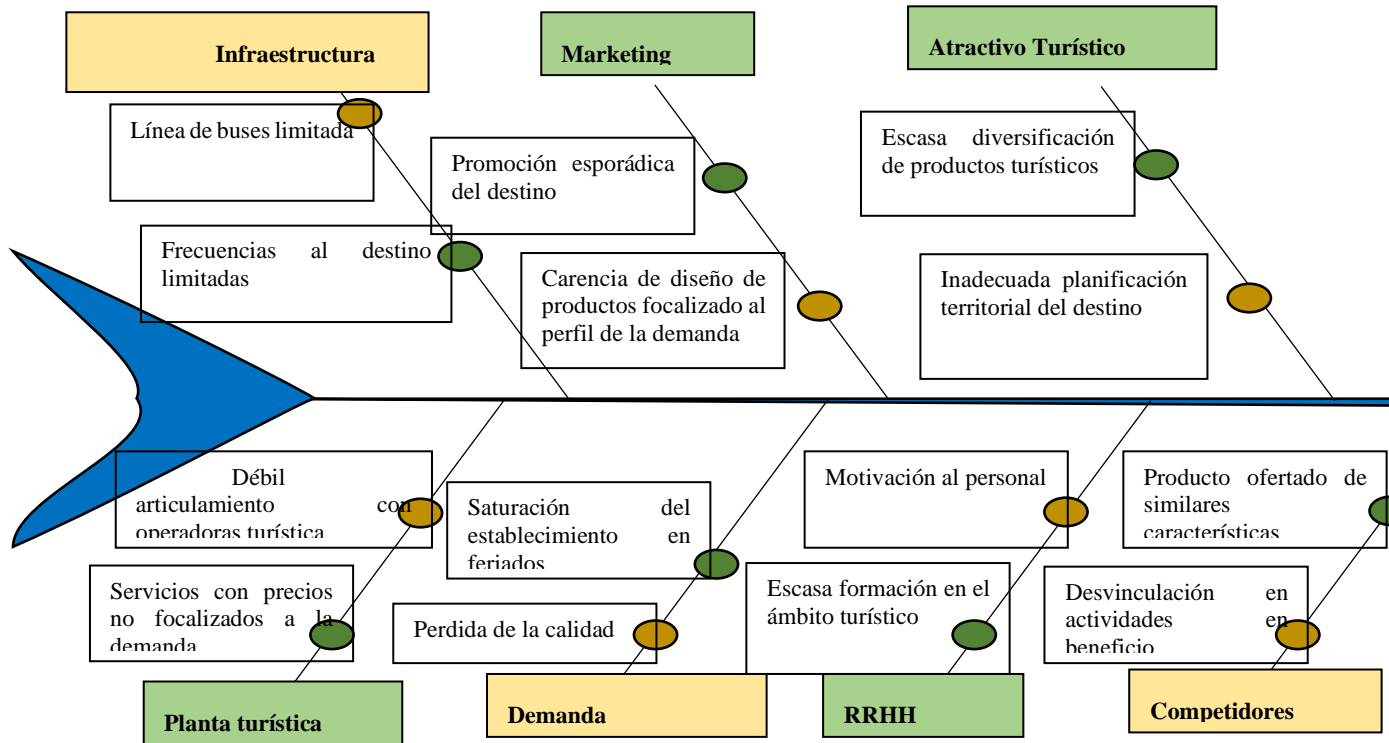 Infraestructura
Marketing
Atractivo Turístico
Línea de buses limitada
Frecuencias al destino
limitadas
Promoción esporádica
del destino
Carencia de diseño de
productos focalizado al
perfil de la demanda
Escasa diversificación
de productos turísticos
Inadecuada planificación
territorial del destino
Débil
articulamiento con
operadoras turística
Servicios con precios
no focalizados a la
demanda
Saturación del
establecimiento en
feriados
Perdida de la calidad
Motivación al personal
Escasa formación en el
ámbito turístico
Producto ofertado de
similares
características
Desvinculación en
actividades en
beneficio
Planta turística
Demanda
RRHH
Competidores